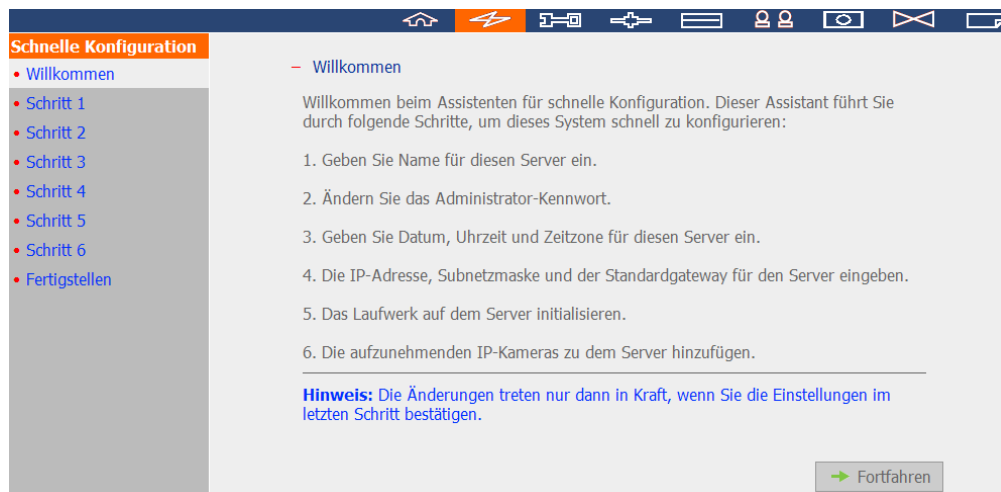 Schnelle Konfiguration
Willkommen
Schritt 1
Schritt 2
Schritt 3
Schritt 4
Schritt 5
Schritt 6
Fertigstellen
Willkommen
Willkommen beim Assistenten für schnelle Konfiguration. Dieser Assistant führt Sie
durch folgende Schritte, um dieses System schnell zu konfigurieren:
1. Geben Sie Name für diesen Server ein.
2. Ändern Sie das Administrator-Kennwort.
3. Geben Sie Datum, Uhrzeit und Zeitzone für diesen Server ein.
4. Die IP-Adresse, Subnetzmaske und der Standardgateway für den Server eingeben.
5. Das Laufwerk auf dem Server initialisieren.
6. Die aufzunehmenden IP-Kameras zu dem Server hinzufügen.
Hinweis: Die Änderungen treten nur dann in Kraft, wenn Sie die Einstellungen im
letzten Schritt bestätigen.
Fortfahren